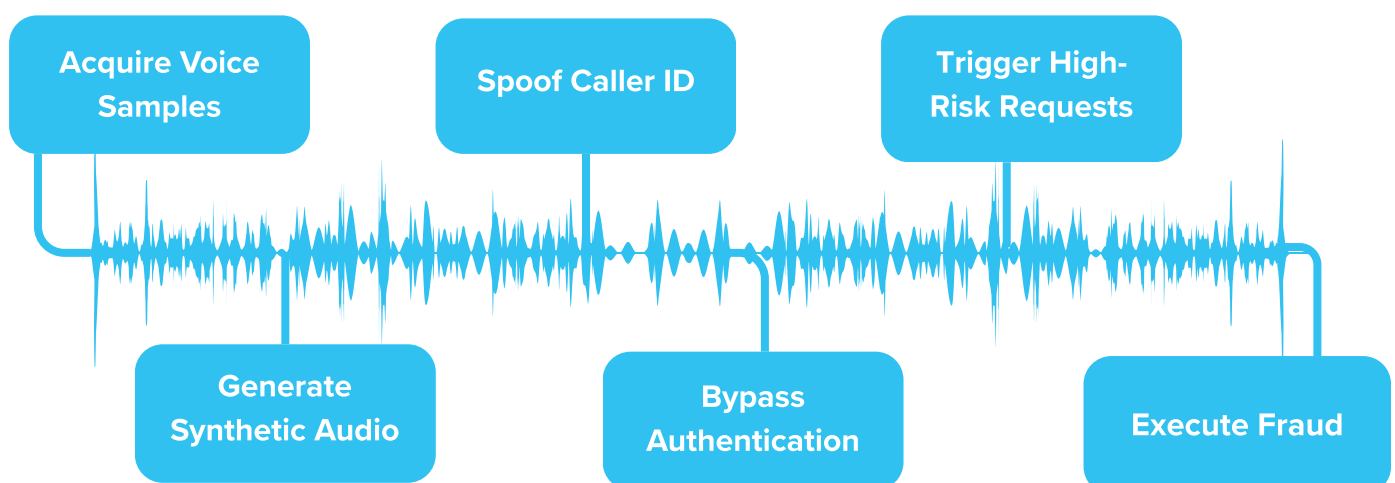 Acquire Voice
Samples
Generate
Synthetic Audio
Spoof Caller ID
Bypass
Authentication
Trigger High-
Risk Requests
Execute Fraud